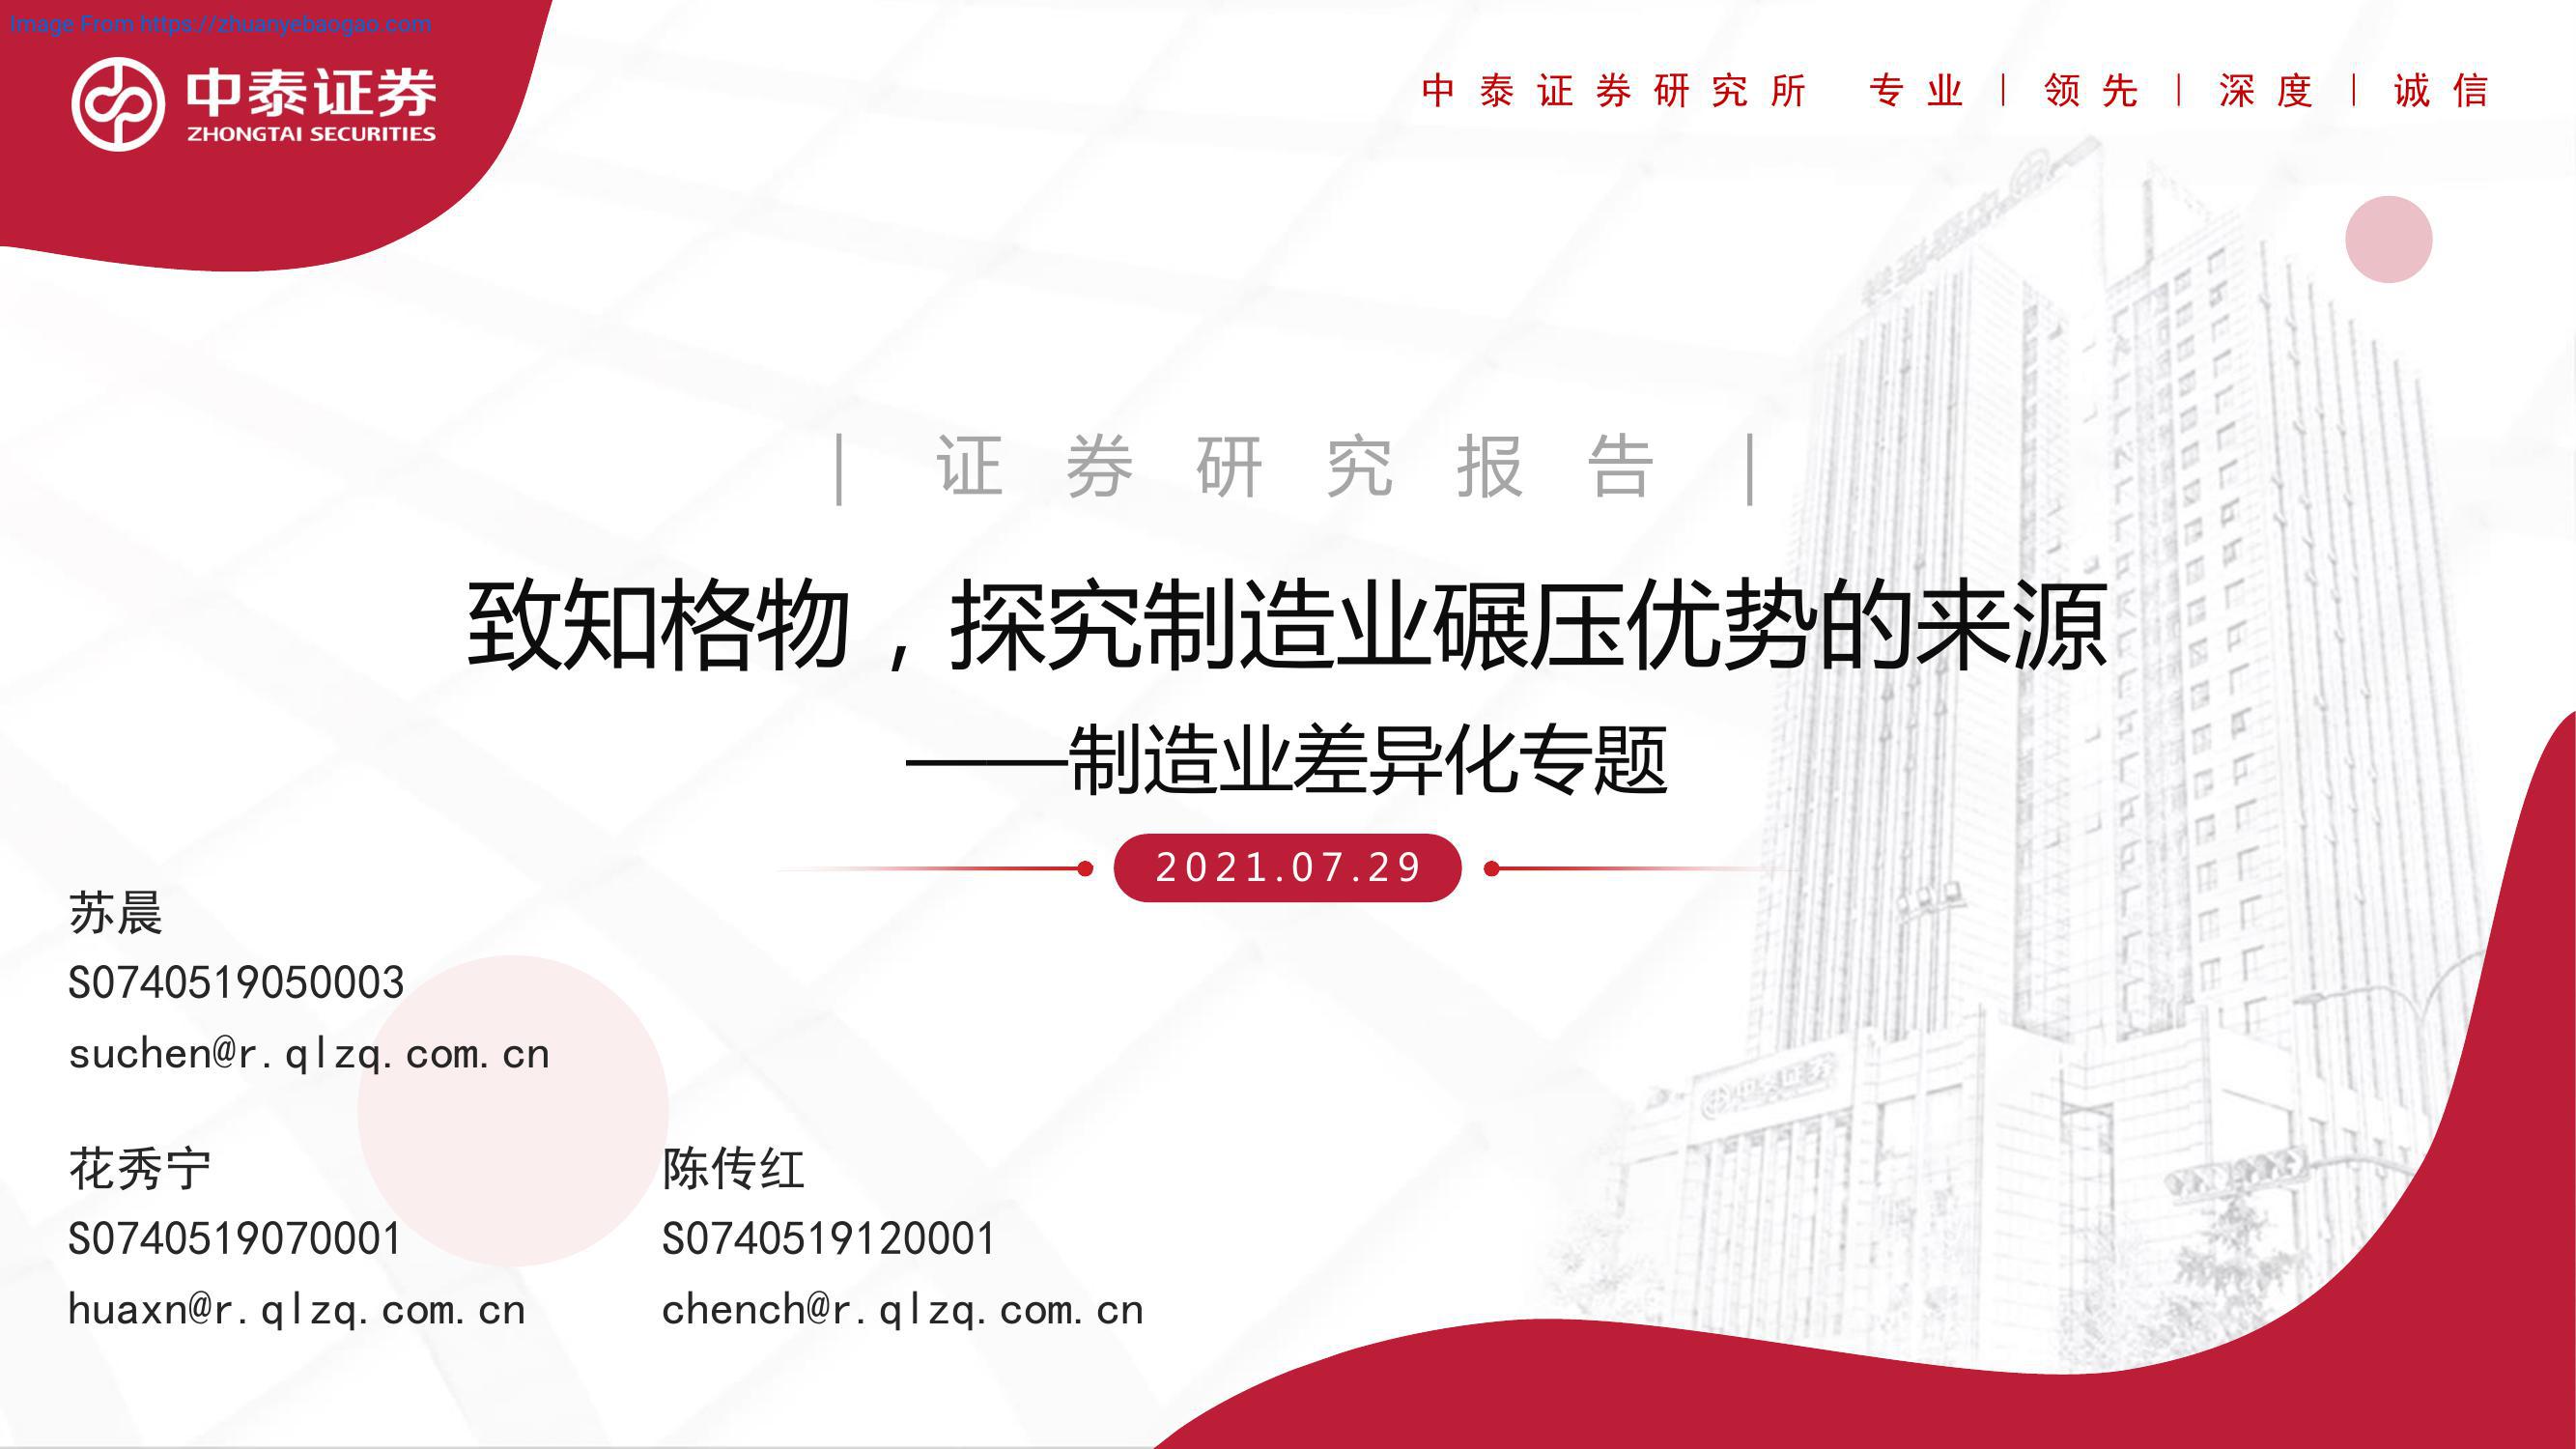 Image From https://zhuanyebaogao.com
中泰证券
ZHONGTAI SECURITIES
中泰证券研究所 专业｜领先｜深度｜诚信
｜ 证券研究报告 ｜
致知格物，探究制造业碾压优势的来源
——制造业差异化专题
2021.07.29
苏晨
S0740519050003
suchen@r.qlzq.com.cn
花秀宁
S0740519070001
huaxn@r.qlzq.com.cn
陈传红
S0740519120001
chench@r.qlzq.com.cn
中泰证券